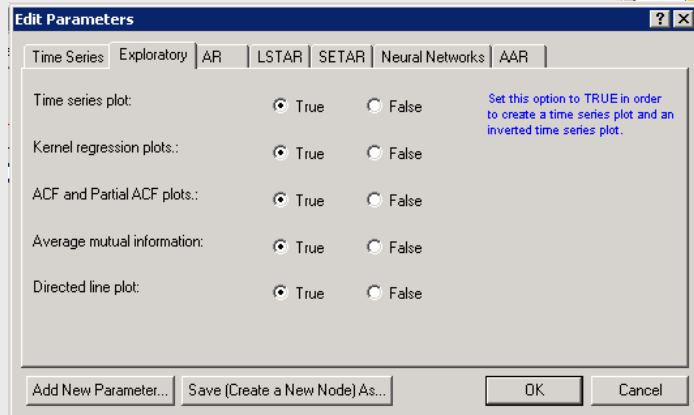 Edit Parameters
Time Series Exploratory AR LSTAR SETAR Neural Networks AAR
Time series plot: True False
Set this option to TRUE in order
to create a time series plot and an
inverted time series plot.
Kernel regression plots.: True False
ACF and Partial ACF plots.: True False
Average mutual information: True False
Directed line plot: True False
Add New Parameter... Save (Create a New Node) As... OK Cancel